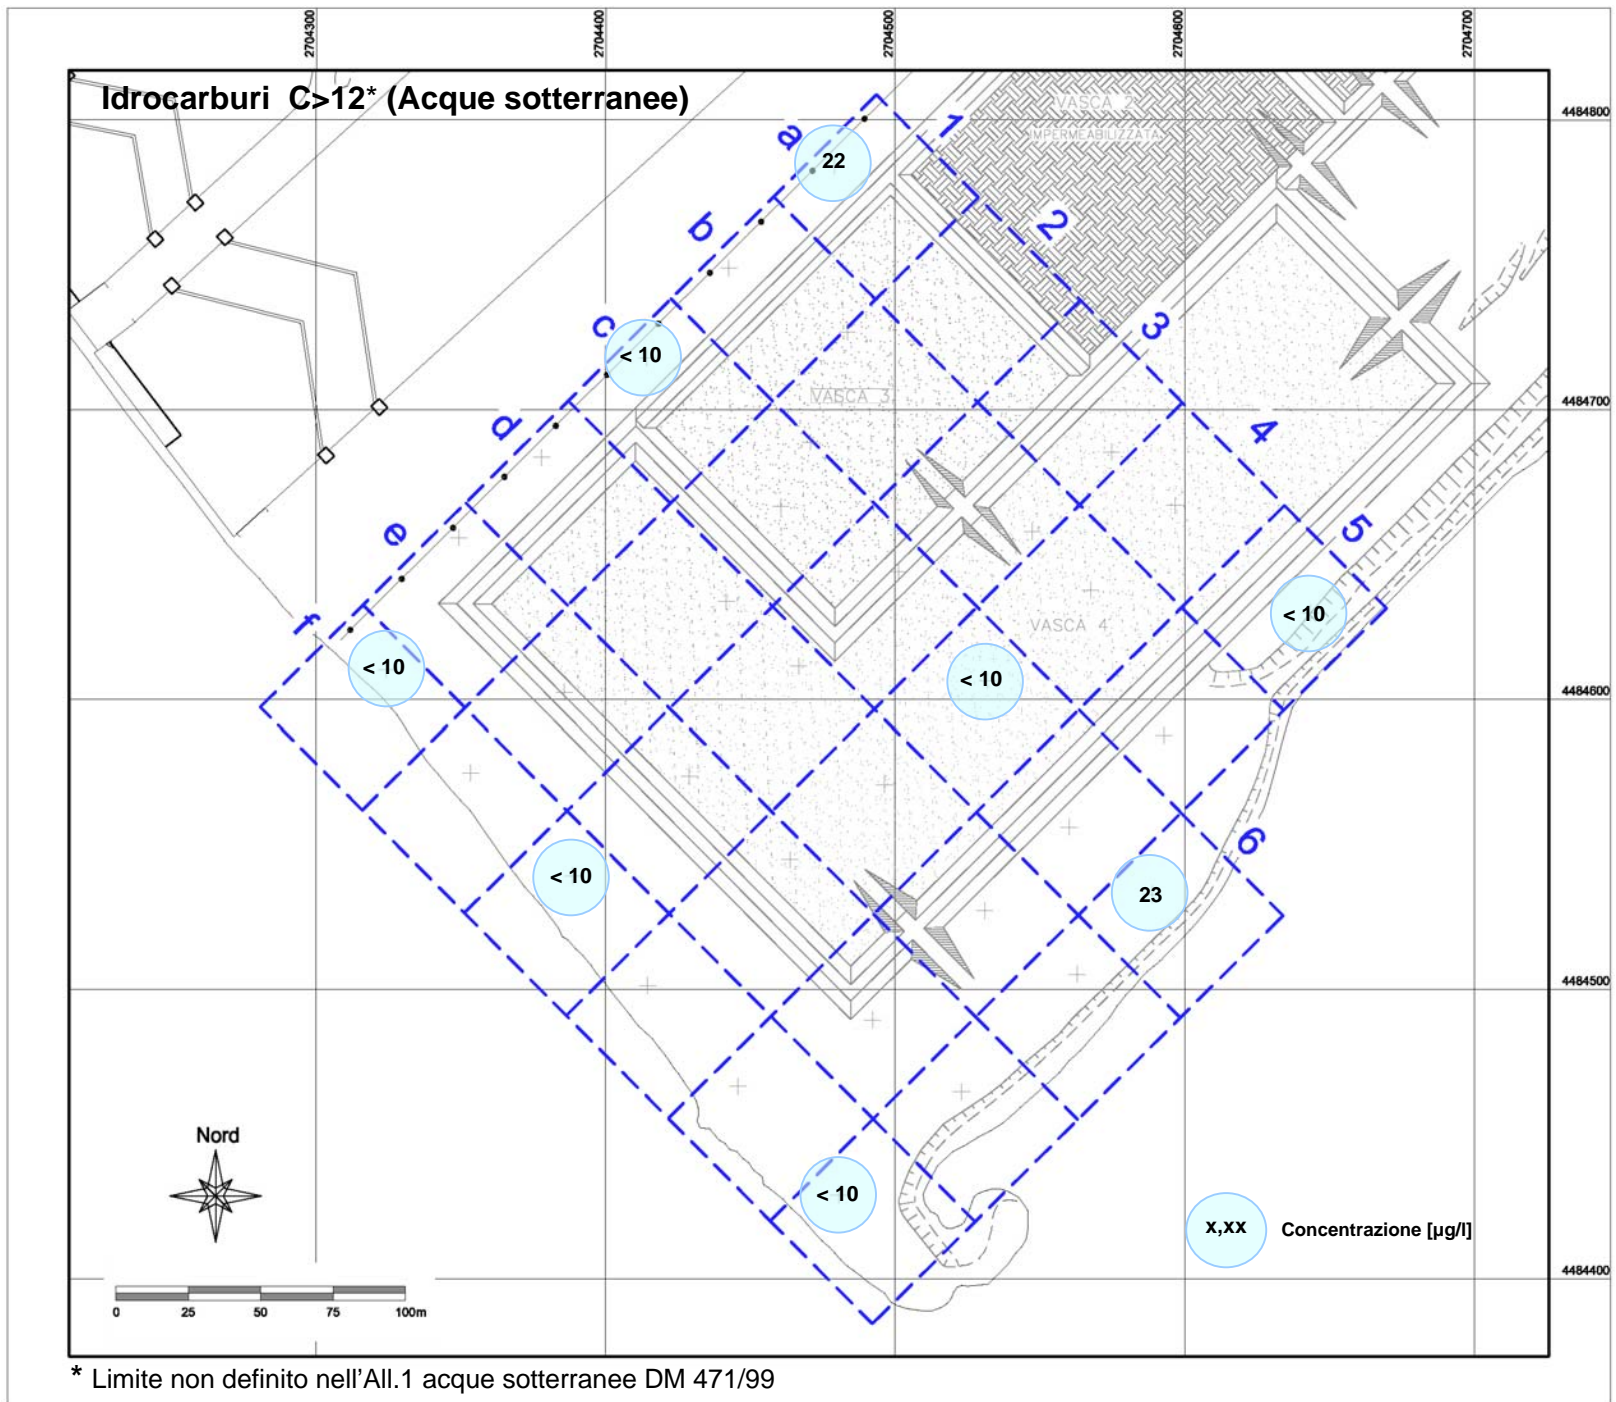 2704300
2704400
2704500
2704600
2704700
Idrocarburi C>12* (Acque sotterranee)
VASCA 2
IMPERMEABILIZZATA
4484800
a
1
22
b
2
c
3
< 10
VASCA 3
4484700
d
4
e
5
f
< 10
VASCA 4
< 10
< 10
4484600
6
< 10
23
4484500
Nord
< 10
x,xx
Concentrazione [µg/l]
4484400
0 25 50 75 100m
* Limite non definito nell'All.1 acque sotterranee DM 471/99